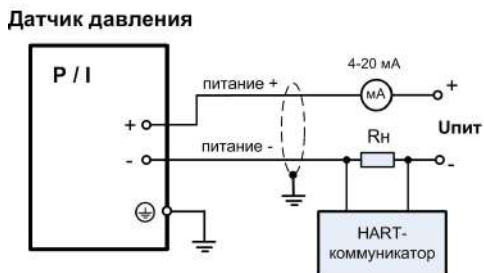 Датчик давления
P / I
4-20 мА
питание +
мА
+
+
Rн
Uпит
питание -
-
-
HART-
коммуникатор